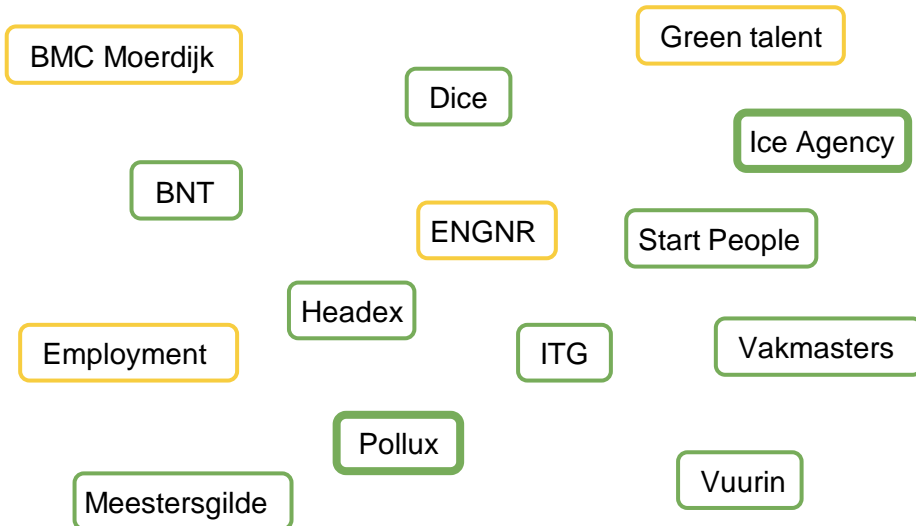 Green talent
BMC Moerdijk
Dice
Ice Agency
BNT
ENGNR
Start People
Headex
Employment
ITG
Vakmasters
Pollux
Vuurin
Meestersgilde